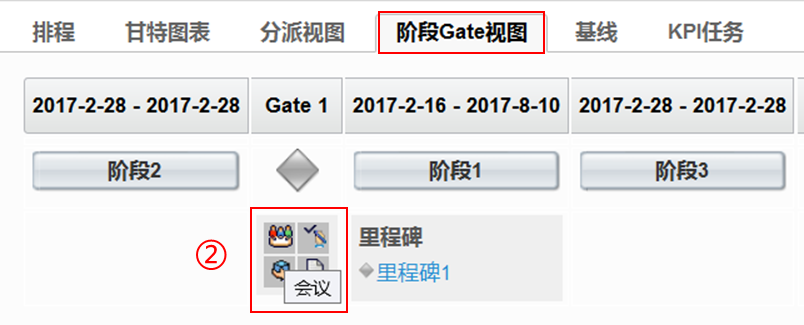 排程 甘特图表 分派视图 阶段Gate视图 基线 KPI任务
2017-2-28 - 2017-2-28 Gate 1 2017-2-16 - 2017-8-10 2017-2-28 - 2017-2-28
阶段2 阶段1 阶段3
里程碑
② 里程碑1
会议